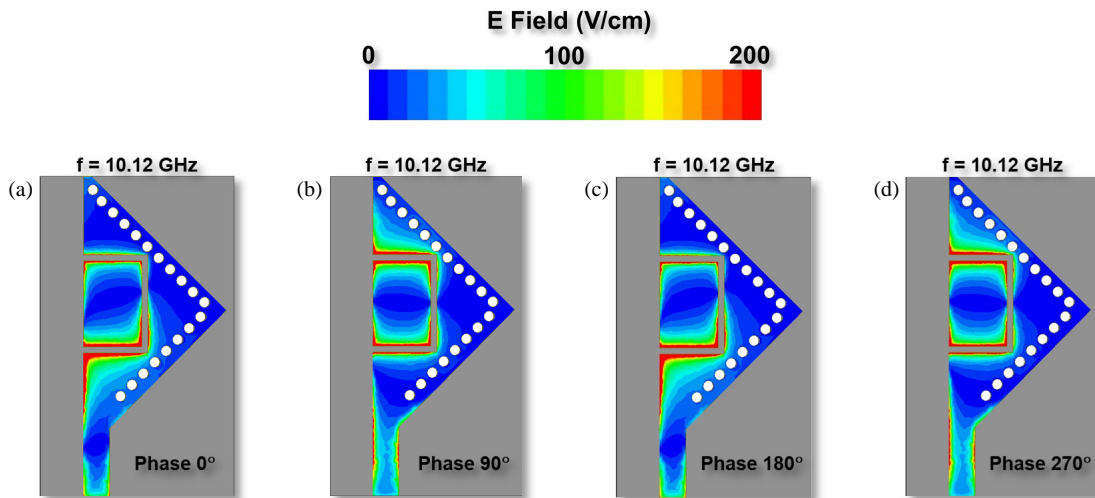 E Field (V/cm)
0 100 200
f = 10.12 GHz f = 10.12 GHz f = 10.12 GHz f = 10.12 GHz
(a) (b) (c) (d)
Phase 0° Phase 90° Phase 180° Phase 270°